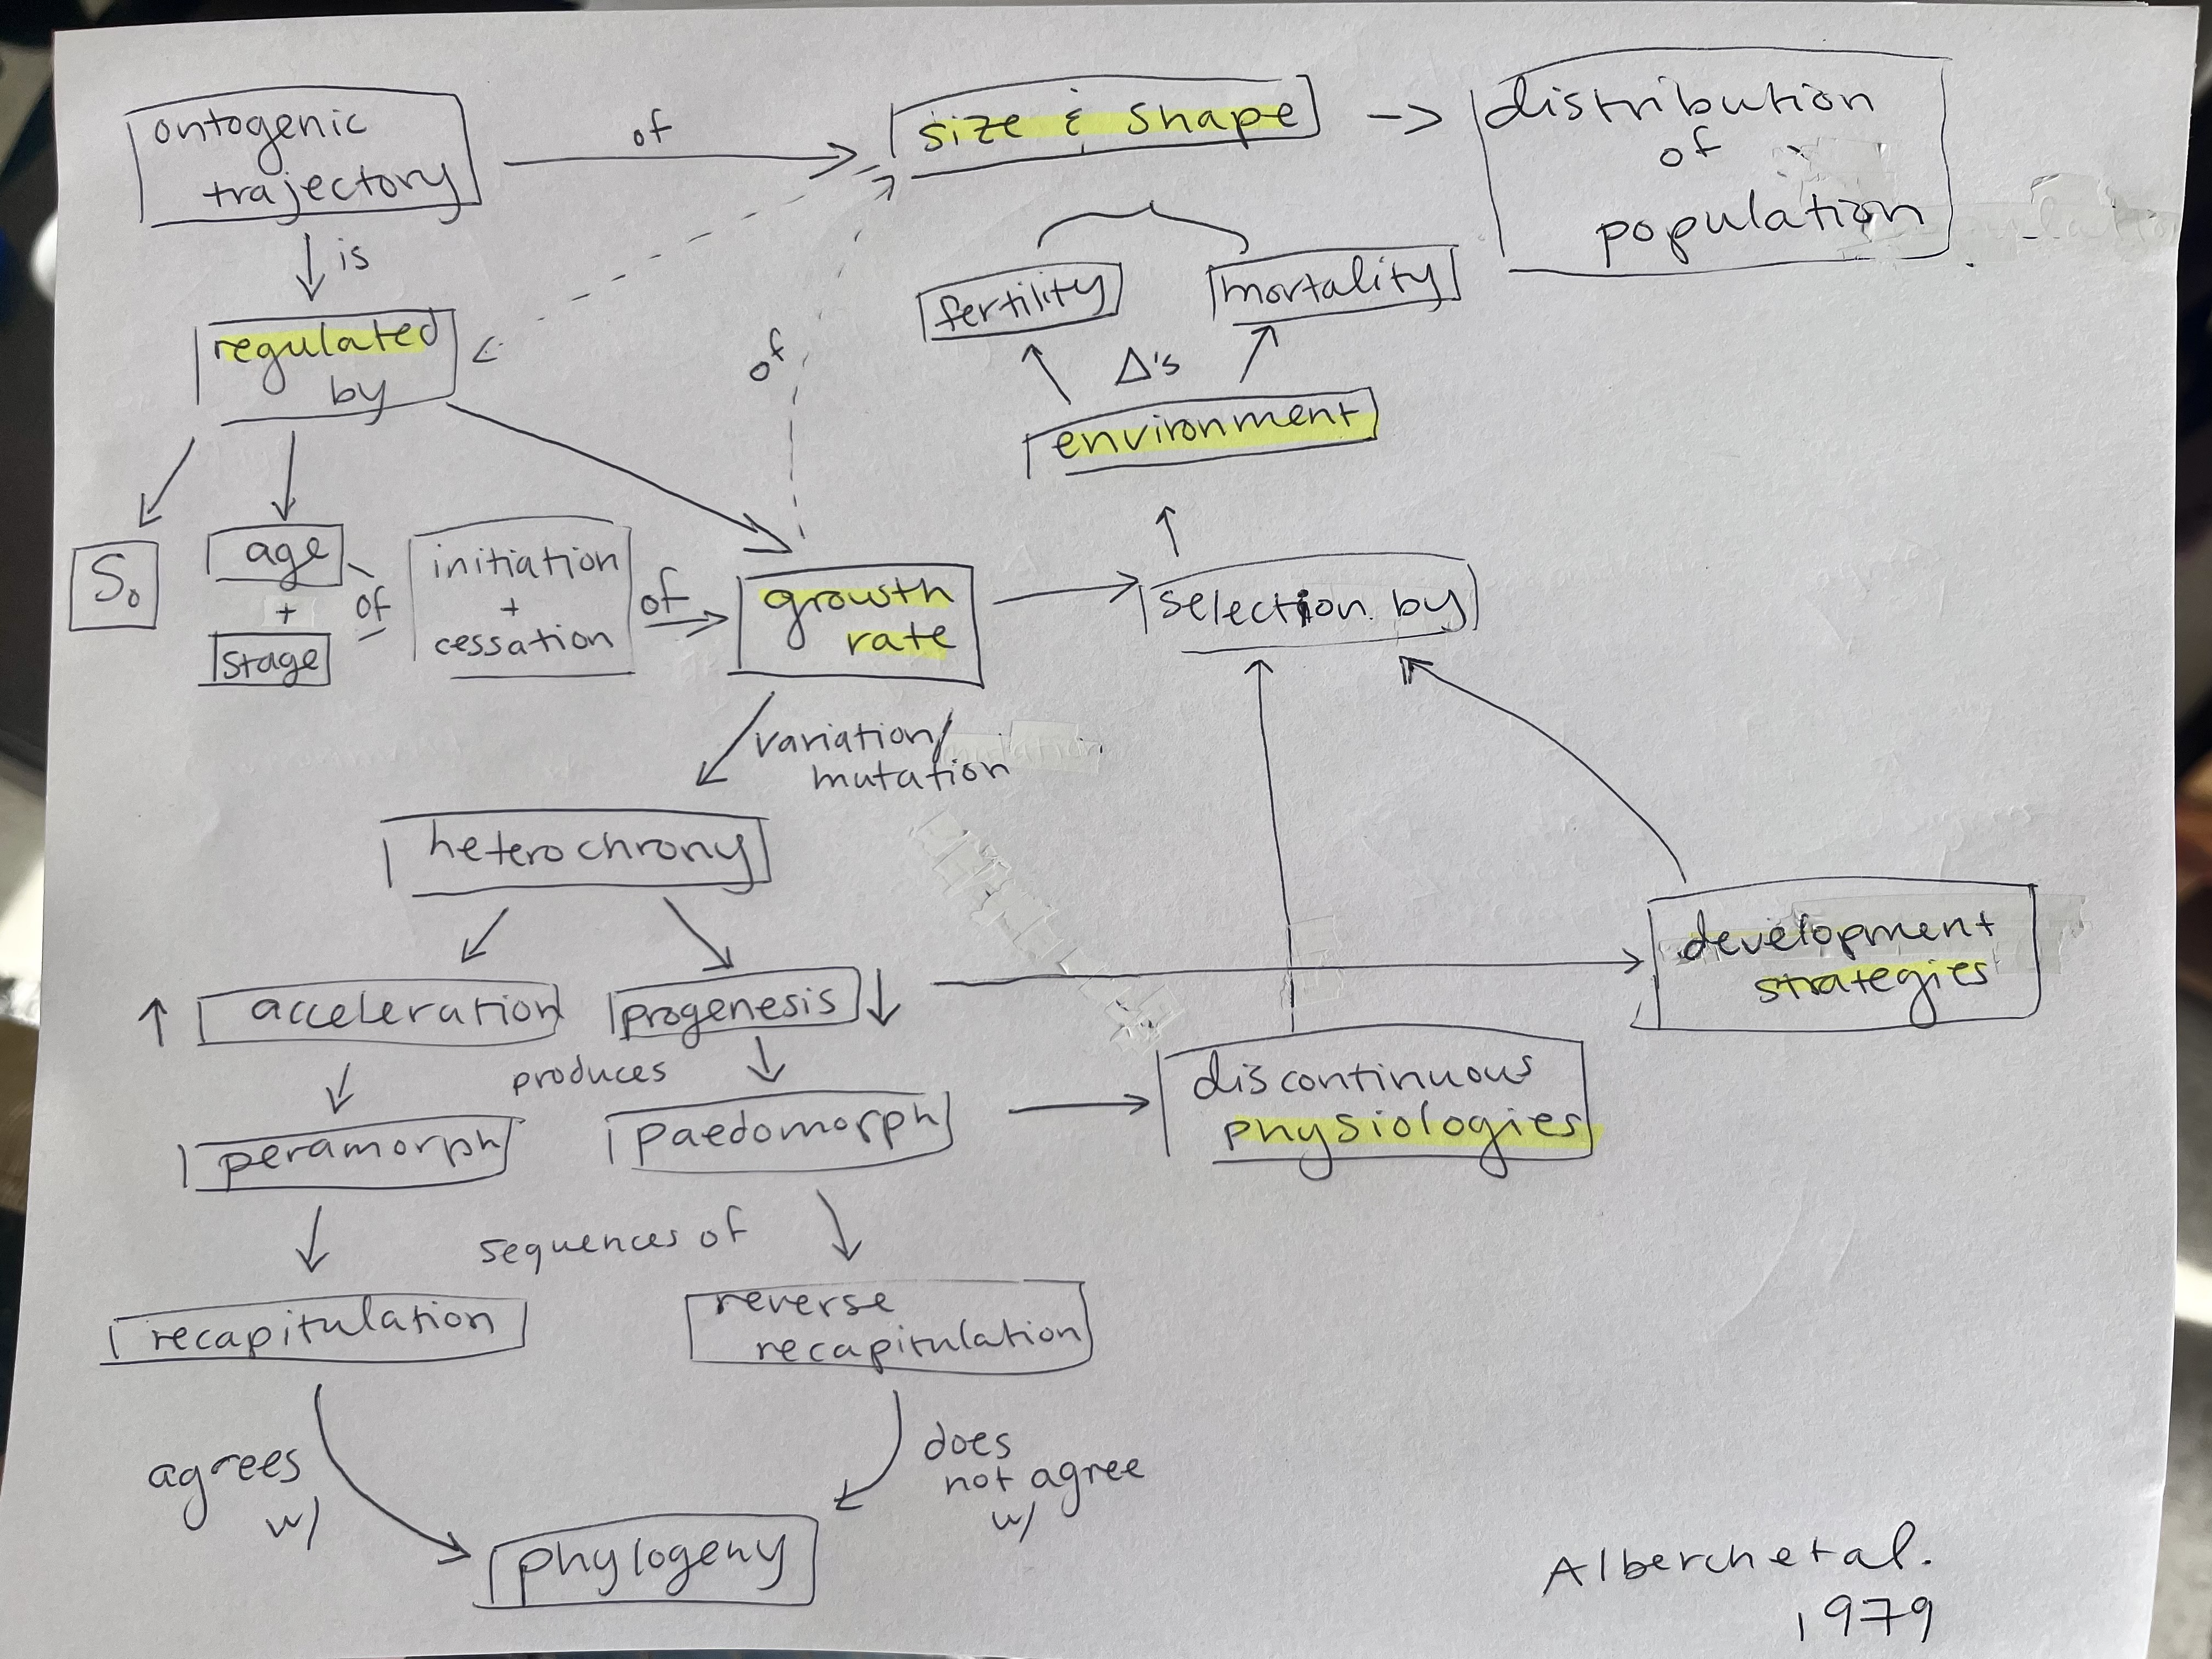 ontogenic
trajectory
of
size & shape
distribution
of
population
is
regulated
by
of
fertility
mortality
Δ's
environment
S₀
age
+
stage
of
initiation
+
cessation
of
growth
rate
selection by
variation/
mutation
heterochrony
acceleration
progenesis
development
strategies
produces
peramorph
paedomorph
discontinuous
physiologies
sequences of
recapitulation
reverse
recapitulation
agrees
w/
does
not agree
w/
phylogeny
Alberch et al.
1979